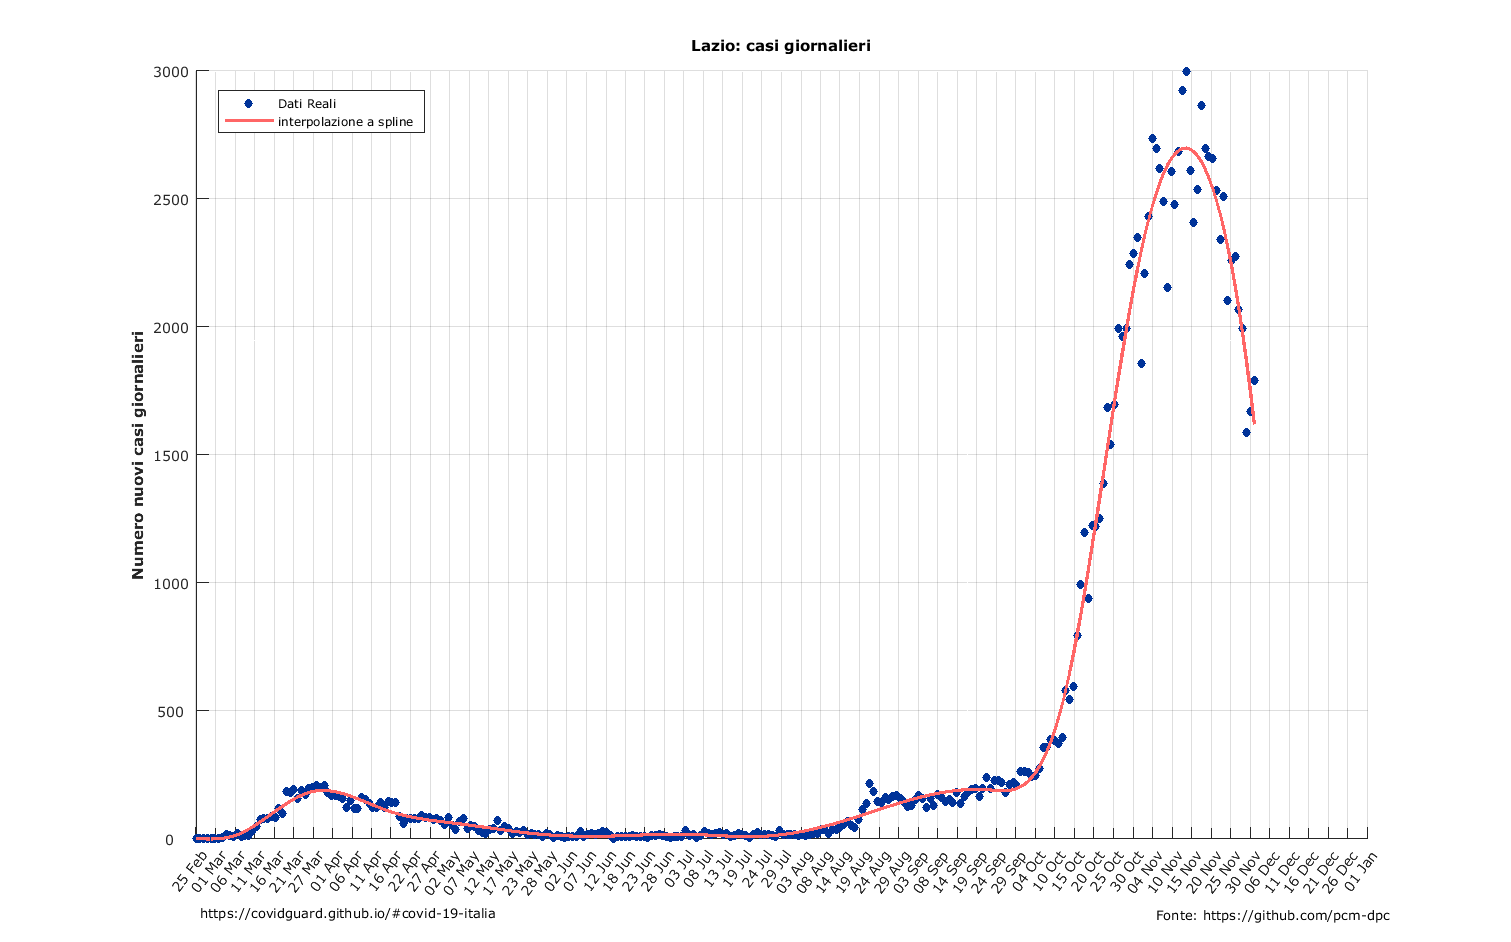 Lazio: casi giornalieri
Dati Reali
interpolazione a spline
Numero nuovi casi giornalieri
3000
2500
2000
1500
1000
500
0
25 Feb
01 Mar
06 Mar
11 Mar
16 Mar
21 Mar
27 Mar
01 Apr
06 Apr
11 Apr
16 Apr
22 Apr
27 Apr
02 May
07 May
12 May
17 May
23 May
28 May
02 Jun
07 Jun
12 Jun
18 Jun
23 Jun
28 Jun
03 Jul
08 Jul
13 Jul
19 Jul
24 Jul
29 Jul
03 Aug
08 Aug
14 Aug
19 Aug
24 Aug
29 Aug
03 Sep
08 Sep
14 Sep
19 Sep
24 Sep
29 Sep
04 Oct
10 Oct
15 Oct
20 Oct
25 Oct
30 Oct
04 Nov
10 Nov
15 Nov
20 Nov
25 Nov
30 Nov
06 Dec
11 Dec
16 Dec
21 Dec
26 Dec
01 Jan
https://covidguard.github.io/#covid-19-italia
Fonte: https://github.com/pcm-dpc